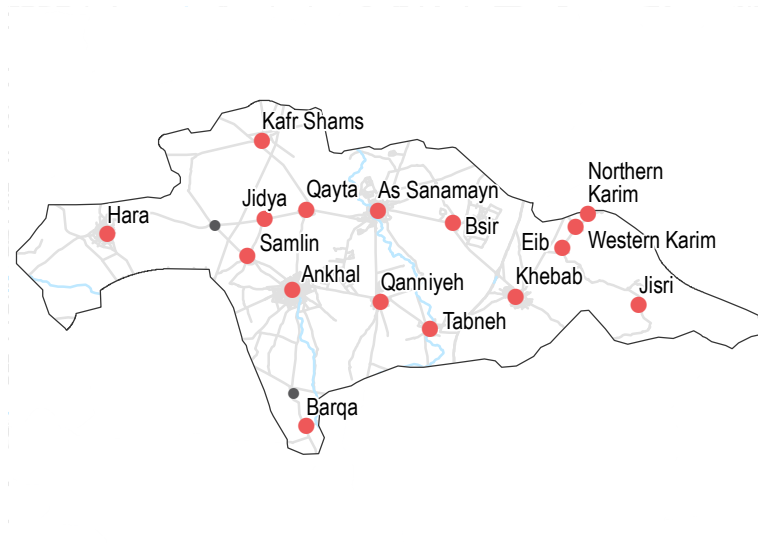 Kafr Shams
Northern
Karim
Hara
Jidya
Qayta
As Sanamayn
Bsir
Eib
Western Karim
Samlin
Ankhal
Qanniyeh
Khebab
Jisri
Tabneh
Barqa